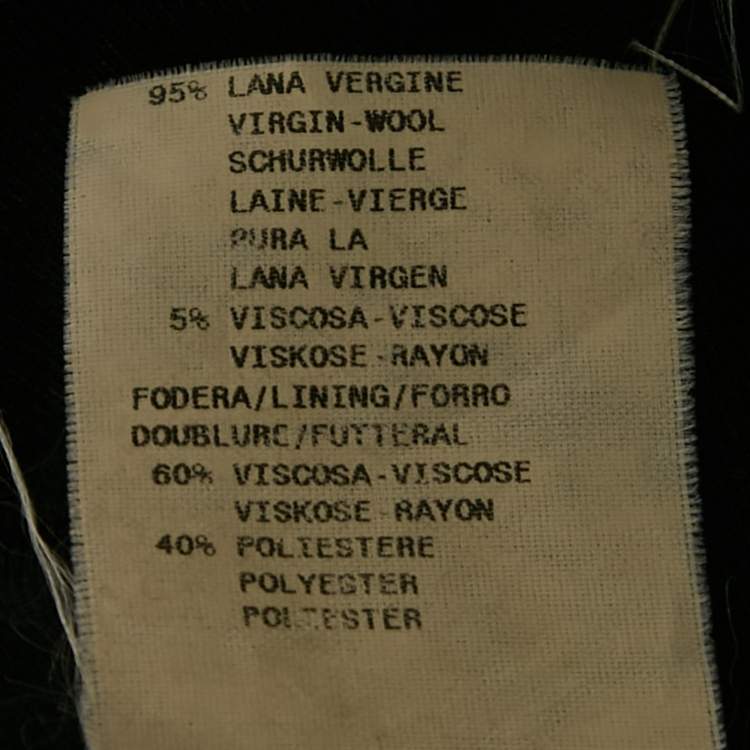 95% LANA VERGINE
VIRGIN-WOOL
SCHURWOLLE
LAINE-VIERGE
PURA LA
LANA VIRGEN
5% VISCOSA-VISCOSE
VISKOSE-RAYON
FODERA/LINING/FORRO
DOUBLURE/FUTTERAL
60% VISCOSA-VISCOSE
VISKOSE-RAYON
40% POLIESTERE
POLYESTER
POLIESTER